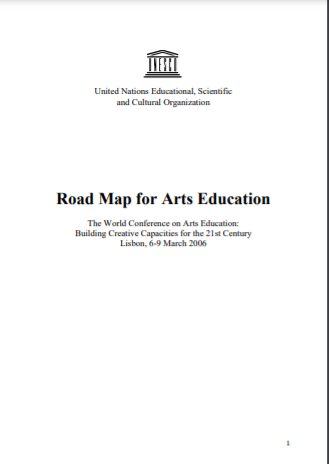 UNESCO
United Nations Educational, Scientific
and Cultural Organization
Road Map for Arts Education
The World Conference on Arts Education:
Building Creative Capacities for the 21st Century
Lisbon, 6-9 March 2006
1